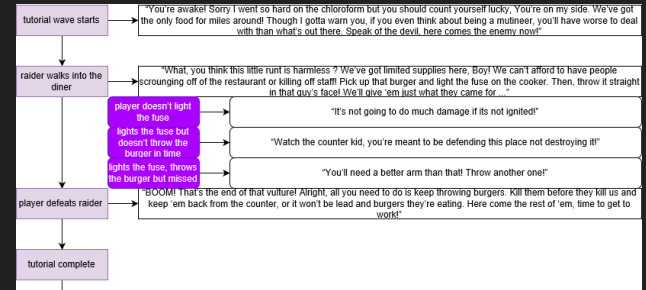 tutorial wave starts
"You're awake! Sorry I went so hard on the chloroform but you should count yourself lucky, You're on my side. We've got
the only food for miles around! Though I gotta warn you, if you even think about being a mutineer, you'll have worse to deal
with than what's out there. Speak of the devil, here comes the enemy now!"
raider walks into the
diner
"What, you think this little runt is harmless ? We've got limited supplies here, Boy! We can't afford to have people
scrounging off of the restaurant or killing off staff! Pick up that burger and light the fuse on the cooker. Then, throw it straight
in that guy's face! We'll give 'em just what they came for ..."
player doesn't light
the fuse
"It's not going to do much damage if its not ignited!"
lights the fuse but
doesn't throw the
burger in time
"Watch the counter kid, you're meant to be defending this place not destroying it!"
lights the fuse, throws
the burger but missed
"You'll need a better arm than that! Throw another one!"
player defeats raider
"BOOM! That's the end of that vulture! Alright, all you need to do is keep throwing burgers. Kill them before they kill us and
keep 'em back from the counter, or it won't be lead and burgers they're eating. Here come the rest of 'em, time to get to
work!"
tutorial complete